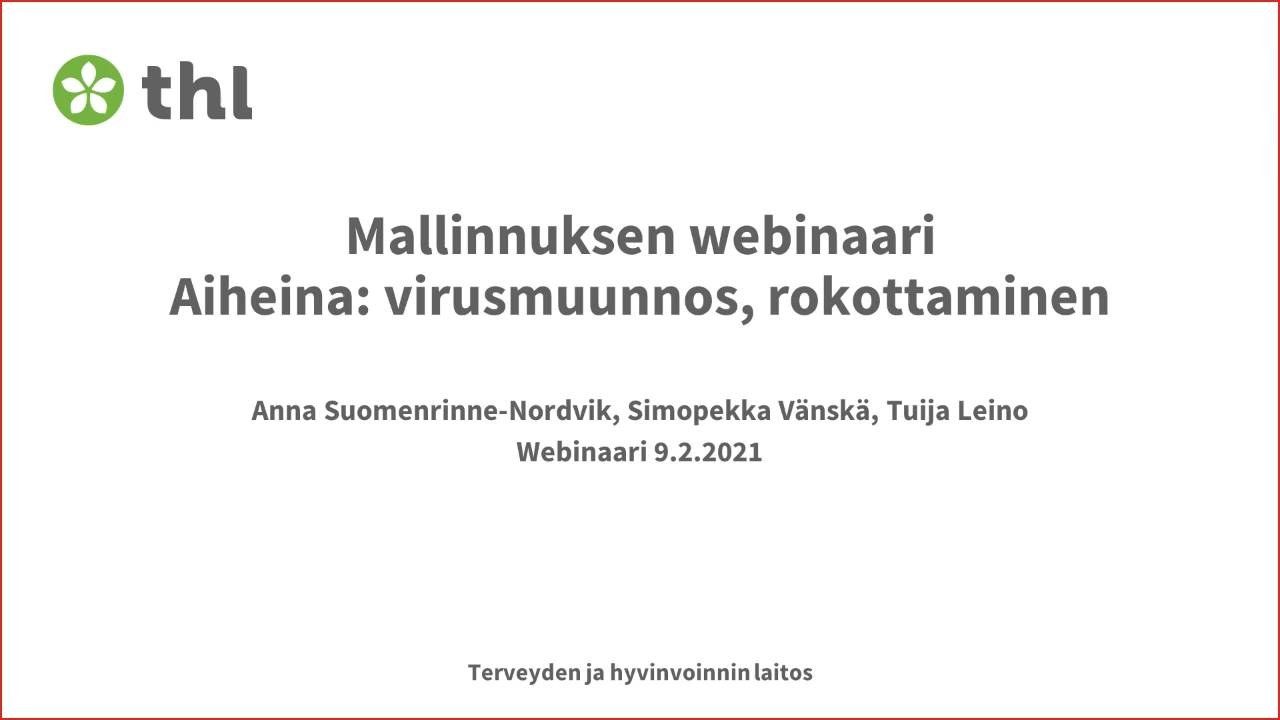 thl
Mallinnuksen webinaari
Aiheina: virusmuunnos, rokottaminen
Anna Suomenrinne-Nordvik, Simopekka Vänskä, Tuija Leino
Webinaari 9.2.2021
Terveyden ja hyvinvoinnin laitos